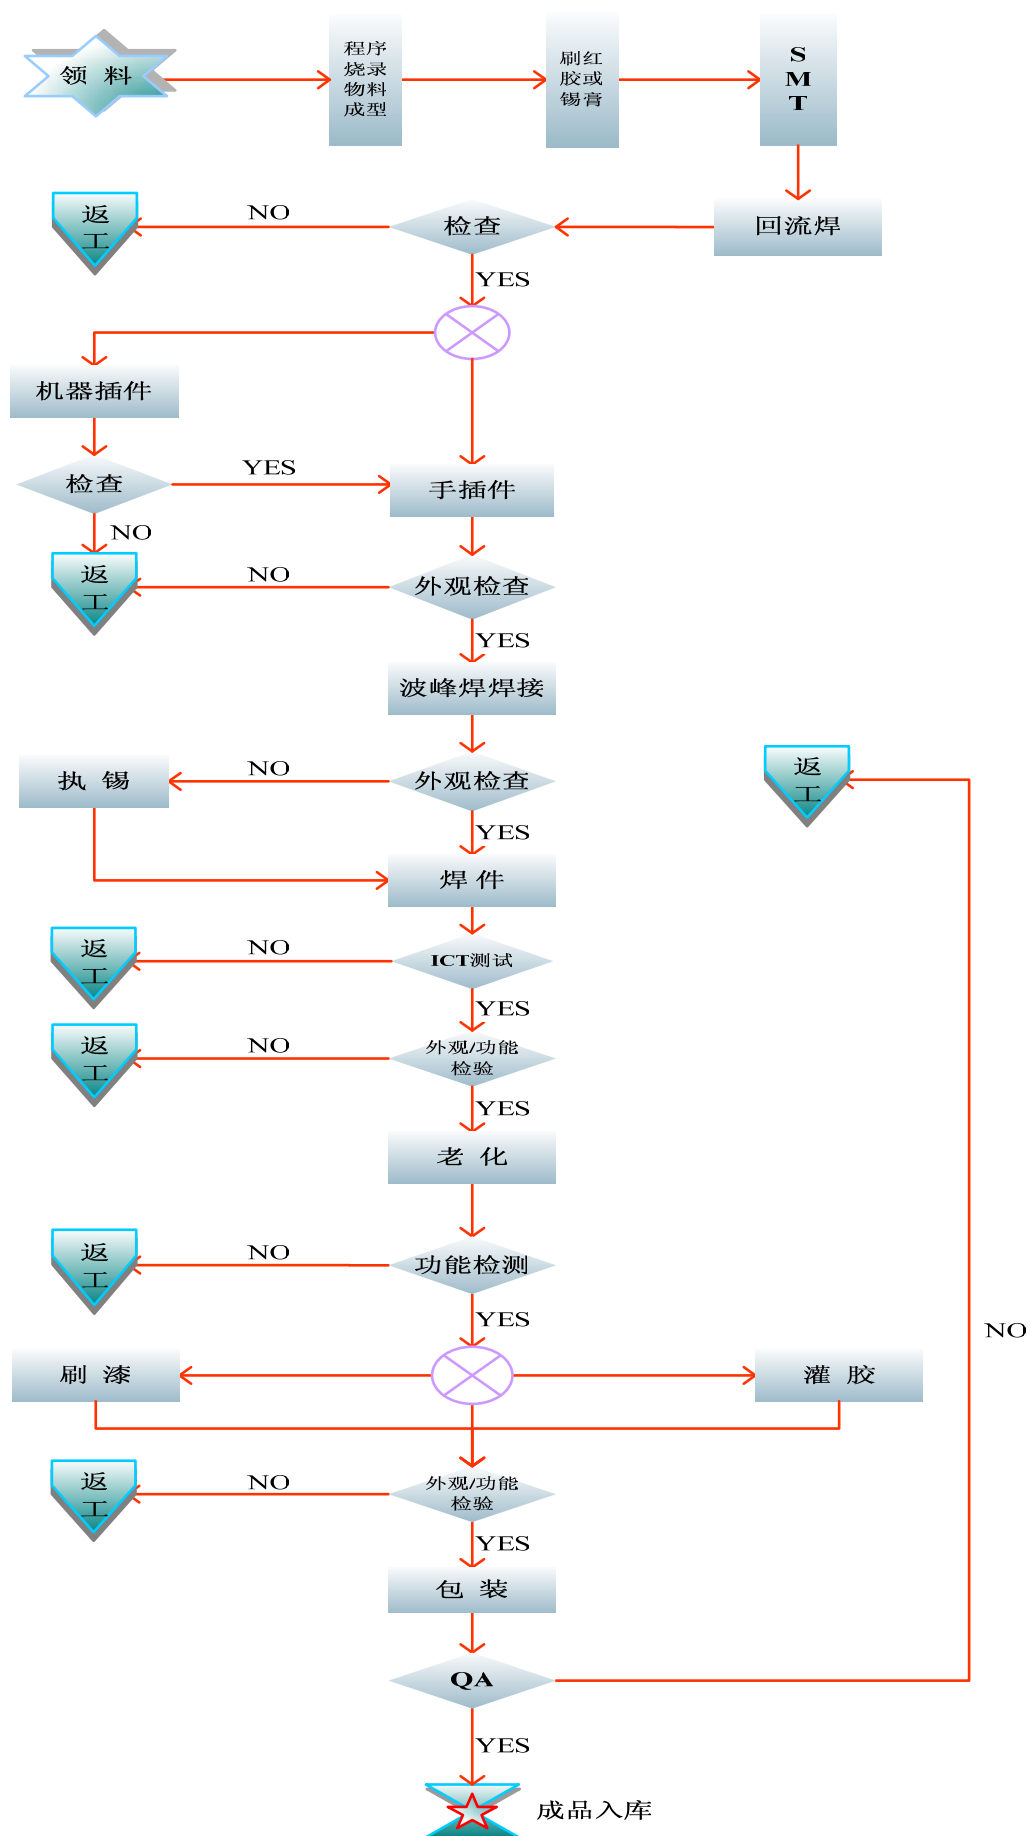 领 料
程序
烧录
物料
成型
刷红
胶或
锡膏
S
M
T
返
工
NO
检查
回流焊
YES
机器插件
检查
YES
手插件
NO
返
工
NO
外观检查
YES
波峰焊焊接
执 锡
NO
外观检查
返
工
YES
焊 件
返
工
NO
ICT测试
YES
返
工
NO
外观/功能
检验
YES
老 化
返
工
NO
功能检测
YES
NO
刷 漆
灌 胶
返
工
NO
外观/功能
检验
YES
包 装
QA
YES
成品入库